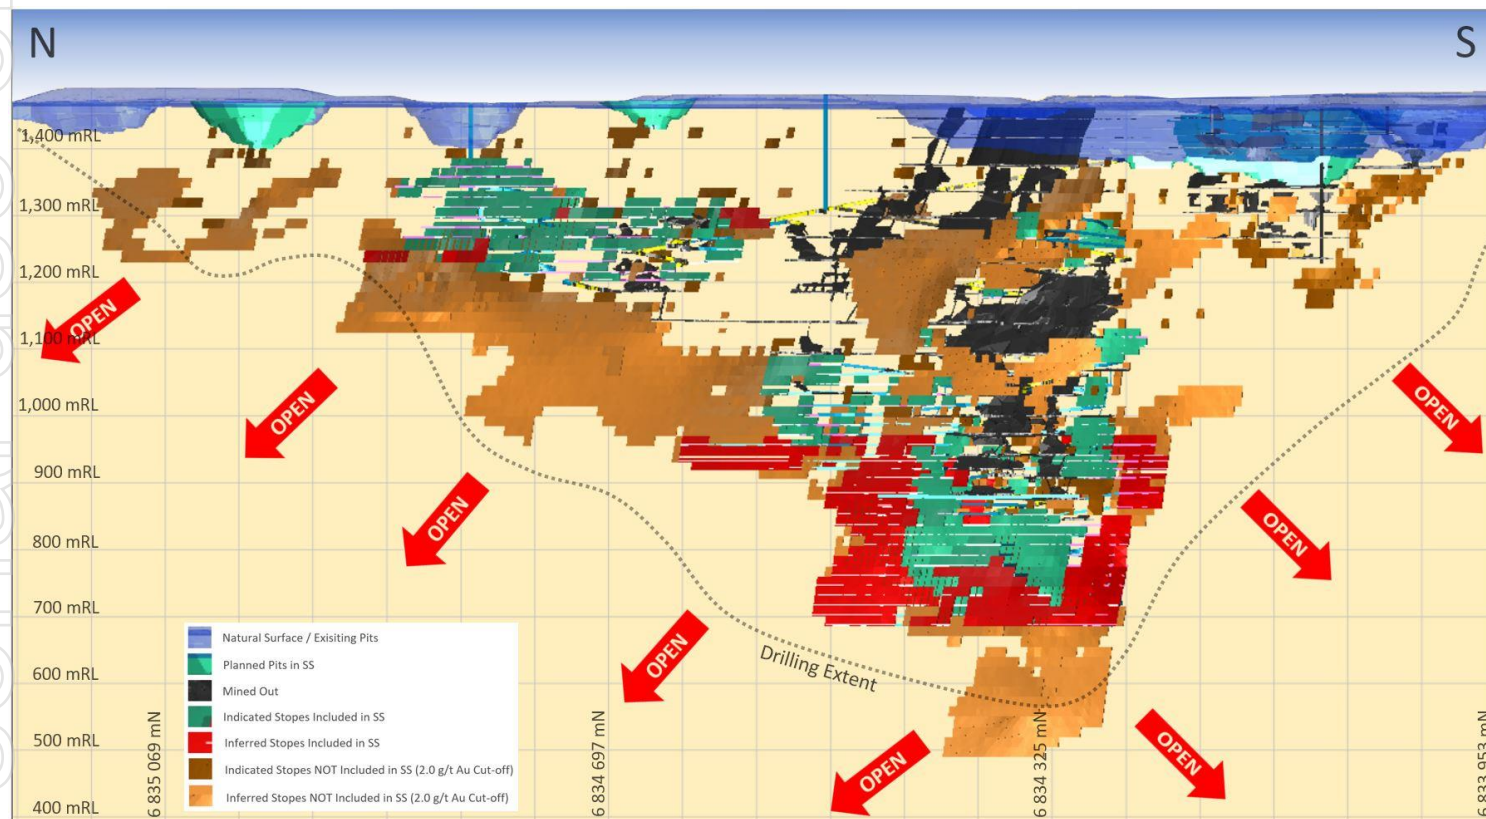 N
S
1,400 mRL
1,300 mRL
1,200 mRL
OPEN
1,100 mRL
OPEN
1,000 mRL
OPEN
900 mRL
OPEN
800 mRL
OPEN
700 mRL
OPEN
Drilling Extent
600 mRL
500 mRL
OPEN
OPEN
400 mRL
Natural Surface / Exisiting Pits
Planned Pits in SS
Mined Out
Indicated Stopes Included in SS
Inferred Stopes Included in SS
Indicated Stopes NOT Included in SS (2.0 g/t Au Cut-off)
Inferred Stopes NOT Included in SS (2.0 g/t Au Cut-off)
6 835 069 mN
6 834 697 mN
6 834 325 mN
6 833 953 mN